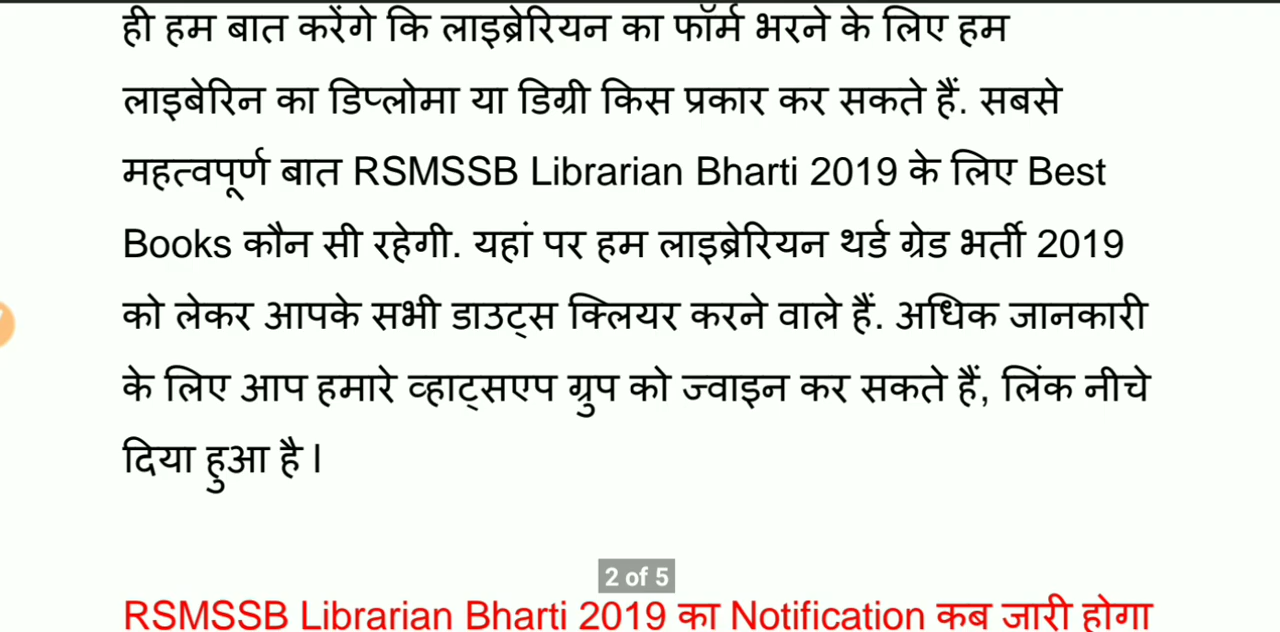 ही हम बात करेंगे कि लाइब्रेरियन का फॉर्म भरने के लिए हम
लाइबेरिन का डिप्लोमा या डिग्री किस प्रकार कर सकते हैं. सबसे
महत्वपूर्ण बात RSMSSB Librarian Bharti 2019 के लिए Best
Books कौन सी रहेगी. यहां पर हम लाइब्रेरियन थर्ड ग्रेड भर्ती 2019
को लेकर आपके सभी डाउट्स क्लियर करने वाले हैं. अधिक जानकारी
के लिए आप हमारे व्हाट्सएप ग्रुप को ज्वाइन कर सकते हैं, लिंक नीचे
दिया हुआ है l
2 of 5
RSMSSB Librarian Bharti 2019 का Notification कब जारी होगा